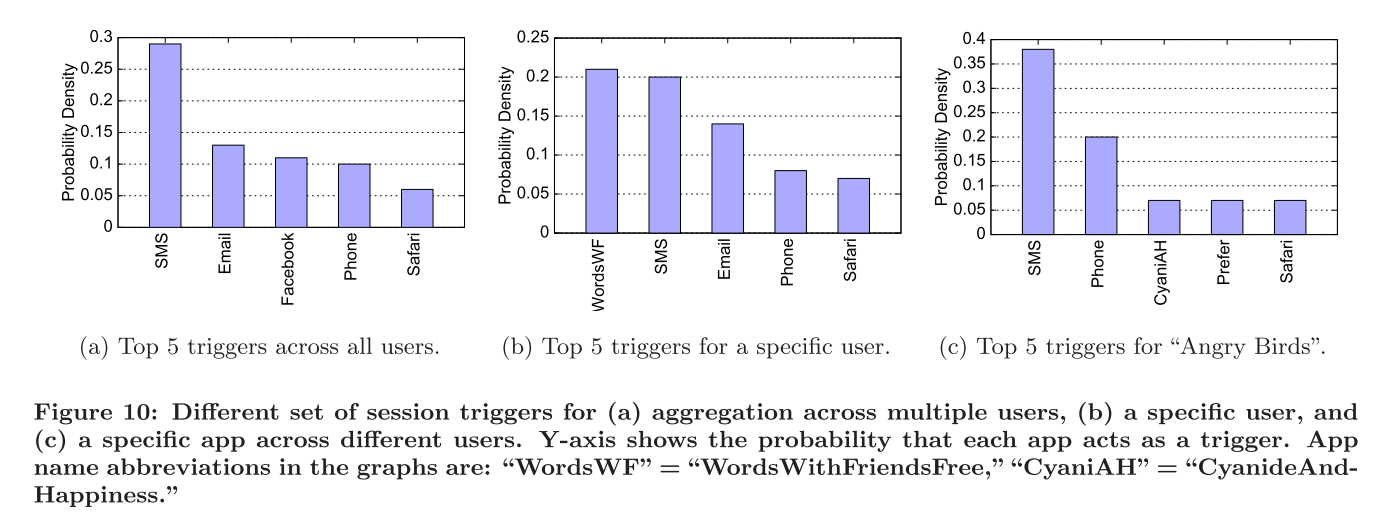 0.3
0.25
0.2
0.15
0.1
0.05
0
Probability Density
SMS
Email
Facebook
Phone
Safari
(a) Top 5 triggers across all users.
0.25
0.2
0.15
0.1
0.05
0
Probability Density
WordsWF
SMS
Email
Phone
Safari
(b) Top 5 triggers for a specific user.
0.4
0.35
0.3
0.25
0.2
0.15
0.1
0.05
0
Probability Density
SMS
Phone
CyaniAH
Prefer
Safari
(c) Top 5 triggers for “Angry Birds”.
Figure 10: Different set of session triggers for (a) aggregation across multiple users, (b) a specific user, and
(c) a specific app across different users. Y-axis shows the probability that each app acts as a trigger. App
name abbreviations in the graphs are: “WordsWF” = “WordsWithFriendsFree,” “CyaniAH” = “CyanideAnd-
Happiness.”